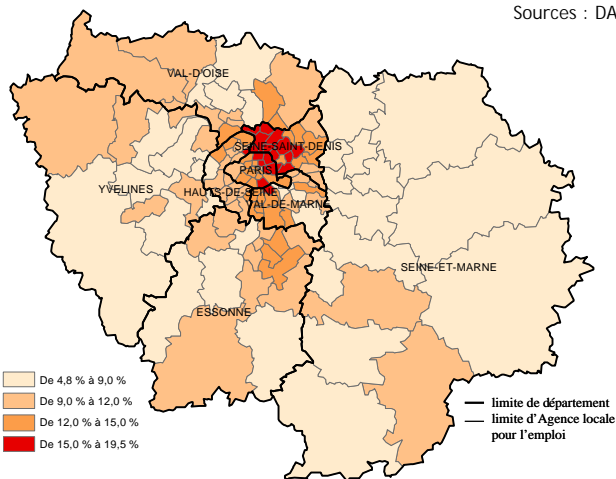 Sources : DA
VAL-D'OISE
SEINE-SAINT-DENIS
PARIS
YVELINES
HAUTS-DE-SEINE
VAL-DE-MARNE
SEINE-ET-MARNE
ESSONNE
De 4,8 % à 9,0 %
De 9,0 % à 12,0 %
De 12,0 % à 15,0 %
De 15,0 % à 19,5 %
limite de département
limite d'Agence locale
pour l'emploi